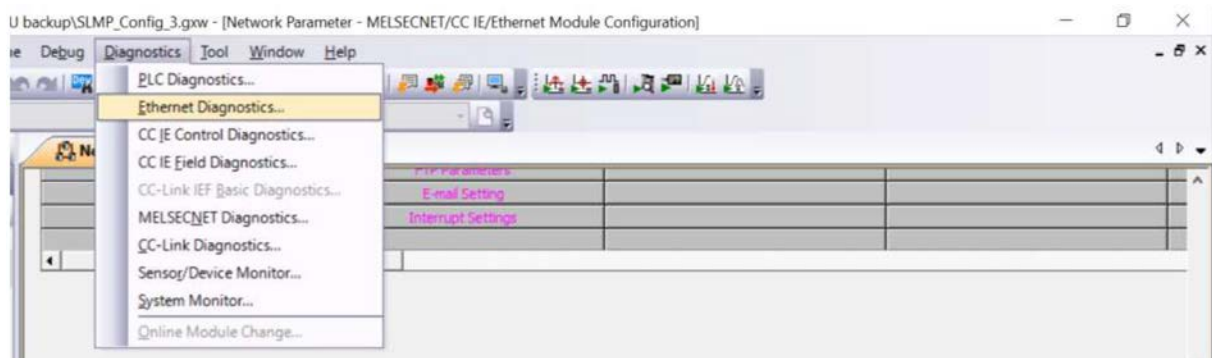 U backup\SLMP_Config_3.gxw - [Network Parameter - MELSECNET/CC IE/Ethernet Module Configuration]
Debug Diagnostics Tool Window Help
PLC Diagnostics...
Ethernet Diagnostics...
CC IE Control Diagnostics...
CC IE Field Diagnostics...
CC-Link IEF Basic Diagnostics...
MELSECNET Diagnostics...
CC-Link Diagnostics...
Sensor/Device Monitor...
System Monitor...
Online Module Change...
FTP Parameters
E-mail Setting
Interrupt Settings